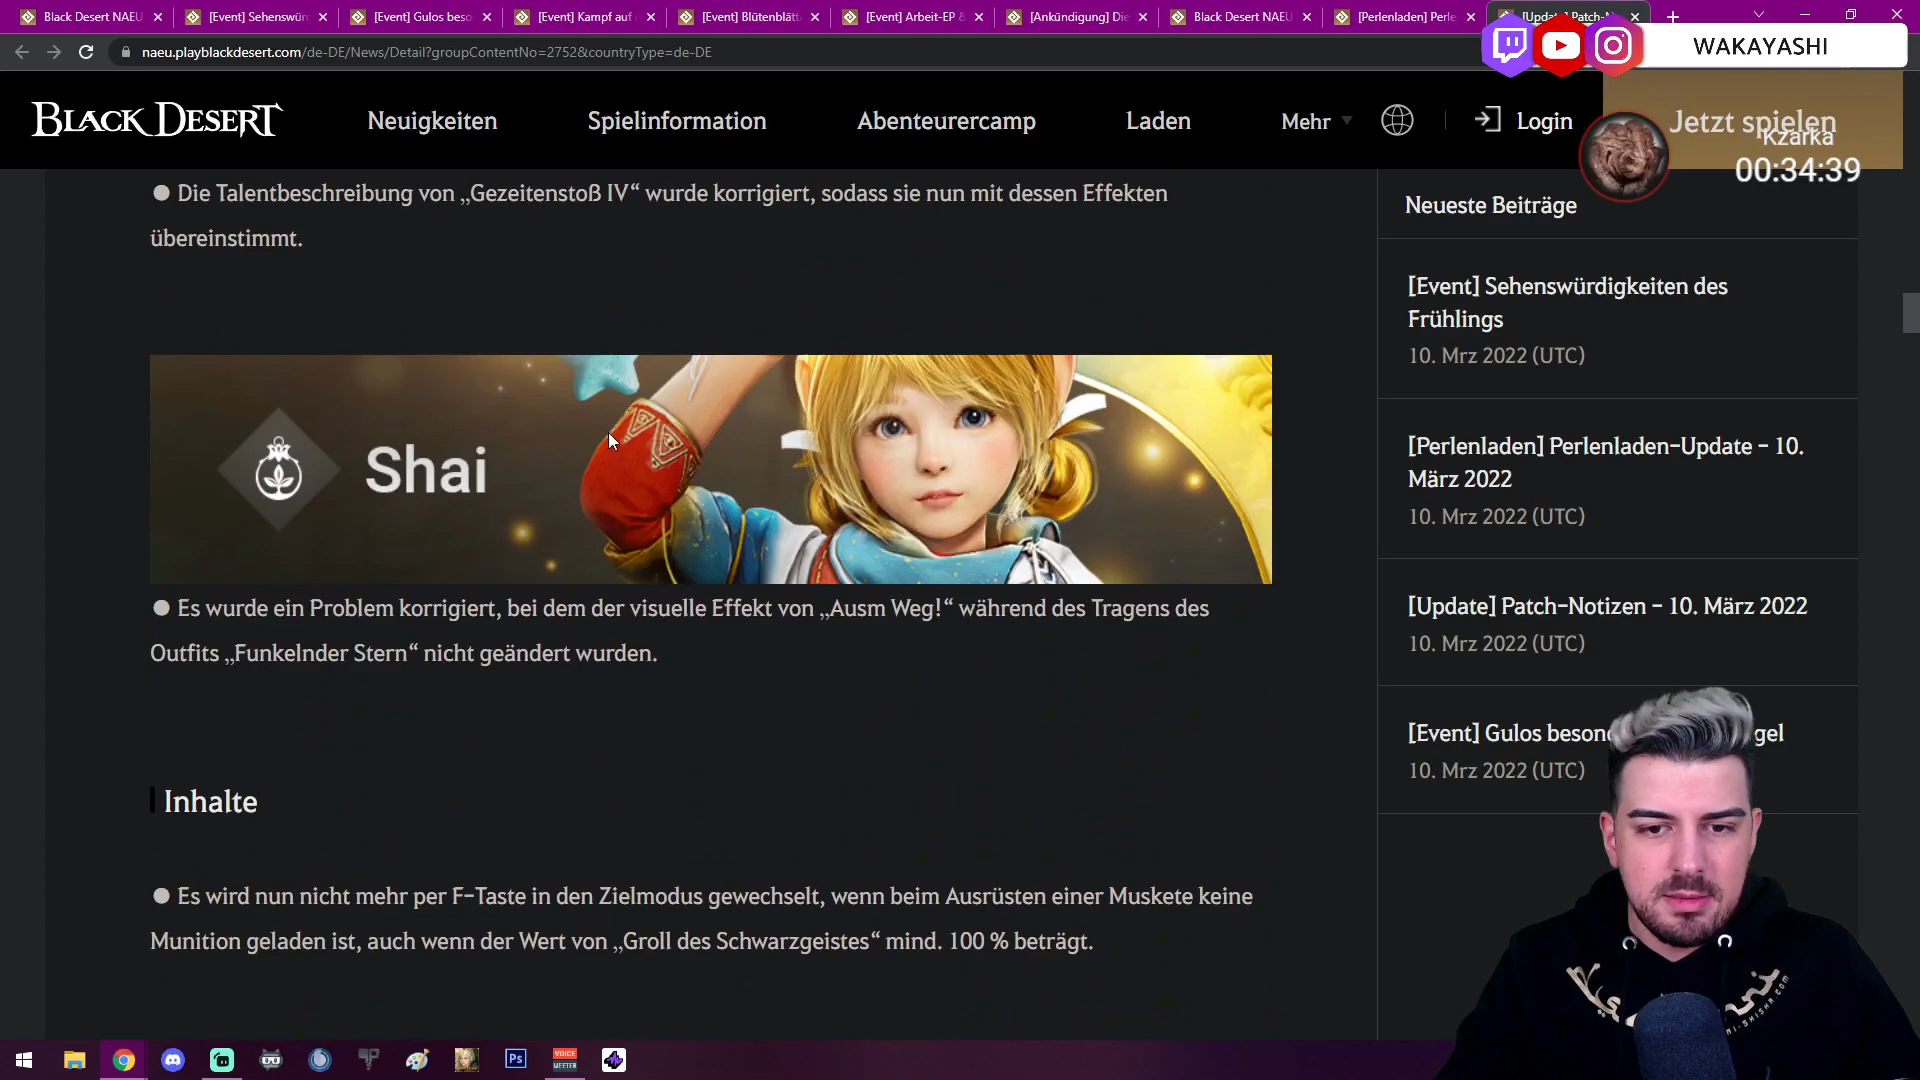 Black Desert NAEU
[Event] Sehenswür
[Event] Gulos beso
[Event] Kampf auf
[Event] Blütenblätt
[Event] Arbeit-EP &
[Ankündigung] Die
Black Desert NAEU
[Perlenladen] Perle
[Update] Patch-N
naeu.playblackdesert.com/de-DE/News/Detail?groupContentNo=2752&countryType=de-DE
WAKAYASHI
BLACK DESERT
Neuigkeiten
Spielinformation
Abenteurercamp
Laden
Mehr
Login
Jetzt spielen
Kzarka
00:34:39
● Die Talentbeschreibung von „Gezeitenstoß IV“ wurde korrigiert, sodass sie nun mit dessen Effekten
übereinstimmt.
Shai
● Es wurde ein Problem korrigiert, bei dem der visuelle Effekt von „Ausm Weg!“ während des Tragens des
Outfits „Funkelnder Stern“ nicht geändert wurden.
Inhalte
● Es wird nun nicht mehr per F-Taste in den Zielmodus gewechselt, wenn beim Ausrüsten einer Muskete keine
Munition geladen ist, auch wenn der Wert von „Groll des Schwarzgeistes“ mind. 100 % beträgt.
Neueste Beiträge
[Event] Sehenswürdigkeiten des
Frühlings
10. Mrz 2022 (UTC)
[Perlenladen] Perlenladen-Update - 10.
März 2022
10. Mrz 2022 (UTC)
[Update] Patch-Notizen - 10. März 2022
10. Mrz 2022 (UTC)
[Event] Gulos beson gel
10. Mrz 2022 (UTC)
Ps
VOICE
MEETER